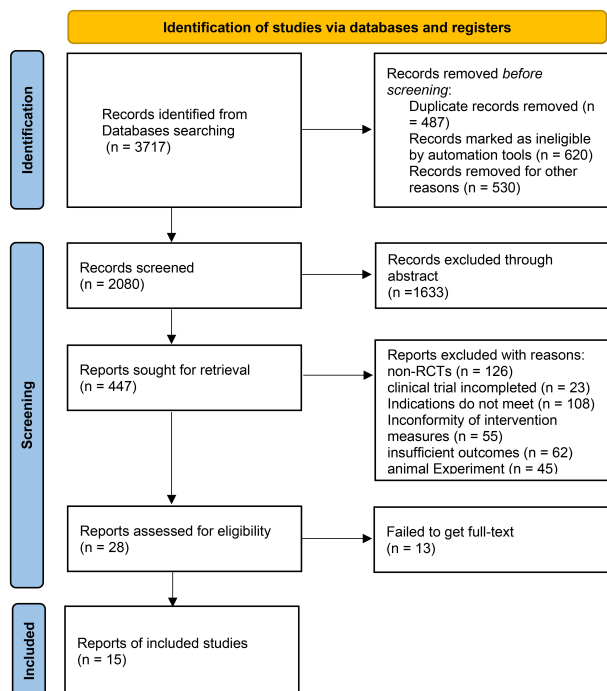 Identification of studies via databases and registers
Identification
Records identified from
Databases searching
(n = 3717)
Records removed before
screening:
Duplicate records removed (n
= 487)
Records marked as ineligible
by automation tools (n = 620)
Records removed for other
reasons (n = 530)
Screening
Records screened
(n = 2080)
Records excluded through
abstract
(n =1633)
Reports sought for retrieval
(n = 447)
Reports excluded with reasons:
non-RCTs (n = 126)
clinical trial incompleted (n = 23)
Indications do not meet (n = 108)
Inconformity of intervention
measures (n = 55)
insufficient outcomes (n = 62)
animal Experiment (n = 45)
Reports assessed for eligibility
(n = 28)
Failed to get full-text
(n = 13)
Included
Reports of included studies
(n = 15)